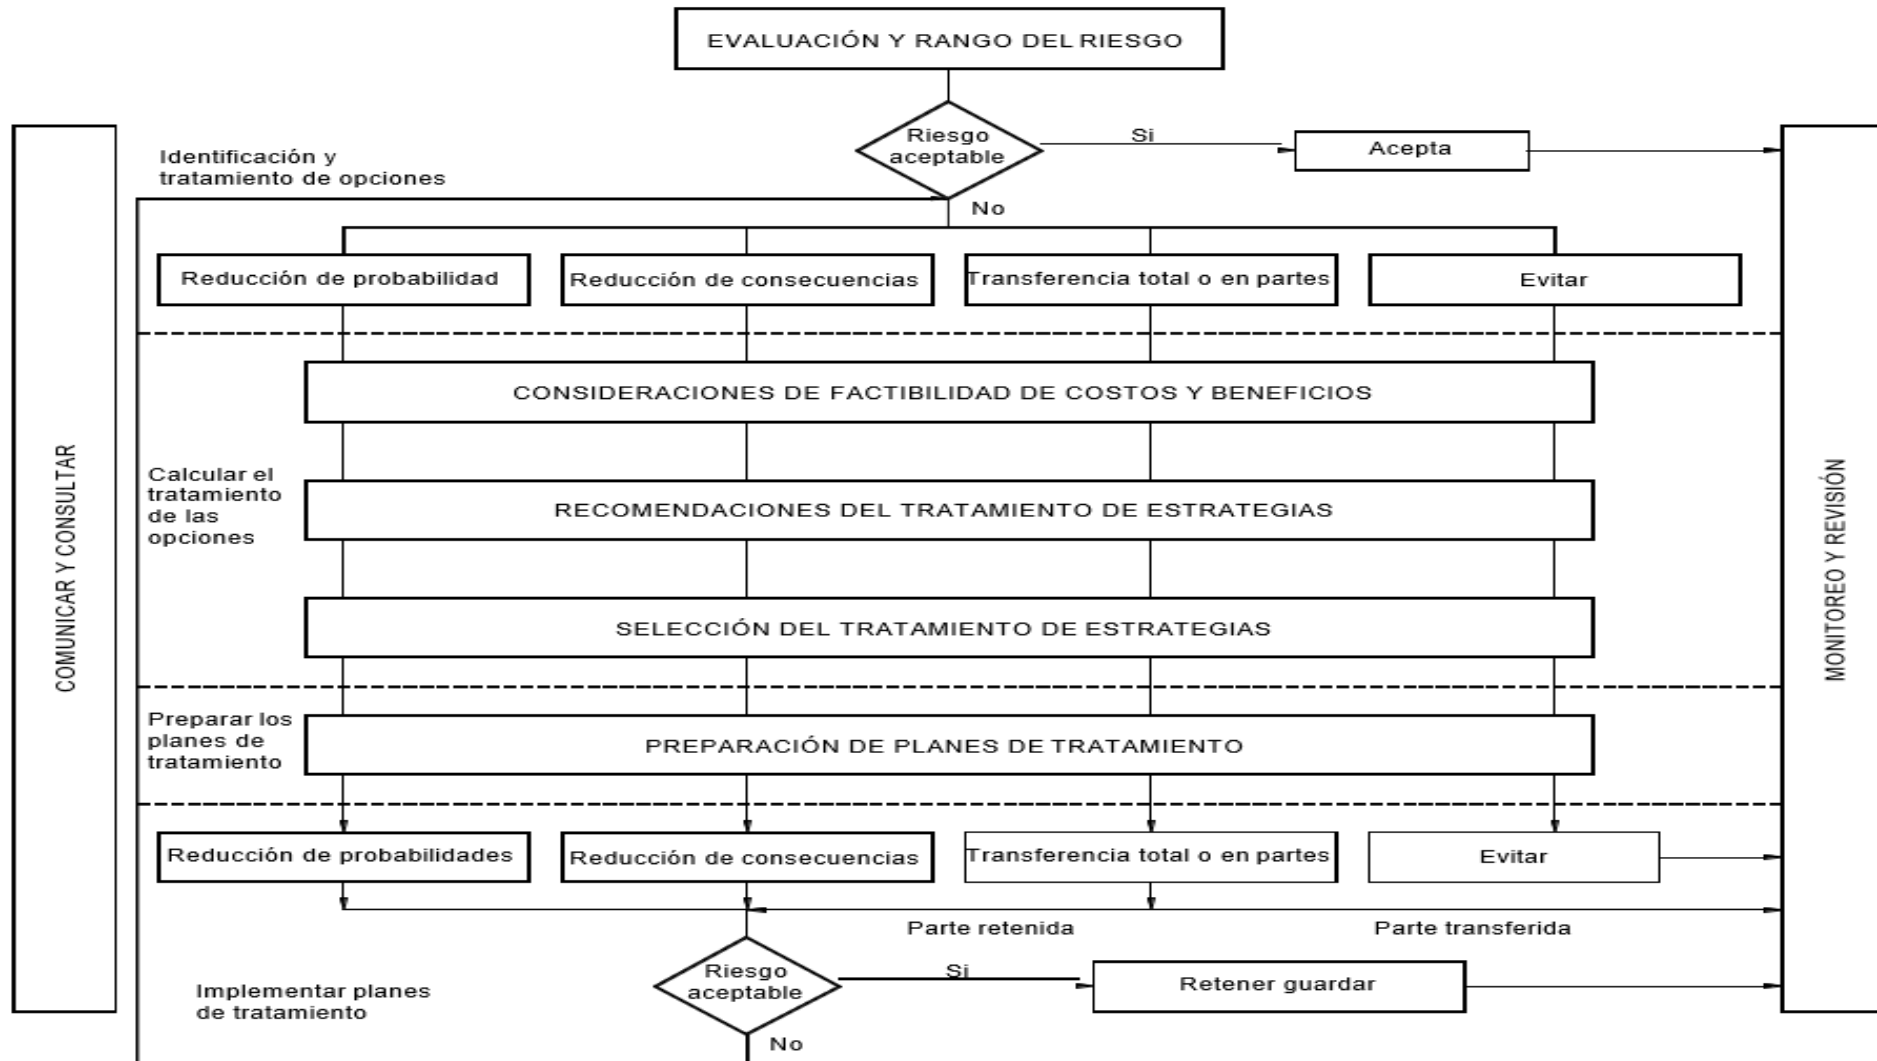 EVALUACIÓN Y RANGO DEL RIESGO
Riesgo
aceptable
Si
Acepta
Identificación y
tratamiento de opciones
No
Reducción de probabilidad
Reducción de consecuencias
Transferencia total o en partes
Evitar
CONSIDERACIONES DE FACTIBILIDAD DE COSTOS Y BENEFICIOS
COMUNICAR Y CONSULTAR
Calcular el
tratamiento
de las
opciones
RECOMENDACIONES DEL TRATAMIENTO DE ESTRATEGIAS
MONITOREO Y REVISIÓN
SELECCIÓN DEL TRATAMIENTO DE ESTRATEGIAS
Preparar los
planes de
tratamiento
PREPARACIÓN DE PLANES DE TRATAMIENTO
Reducción de probabilidades
Reducción de consecuencias
Transferencia total o en partes
Evitar
Parte retenida
Parte transferida
Riesgo
aceptable
Si
Retener guardar
Implementar planes
de tratamiento
No